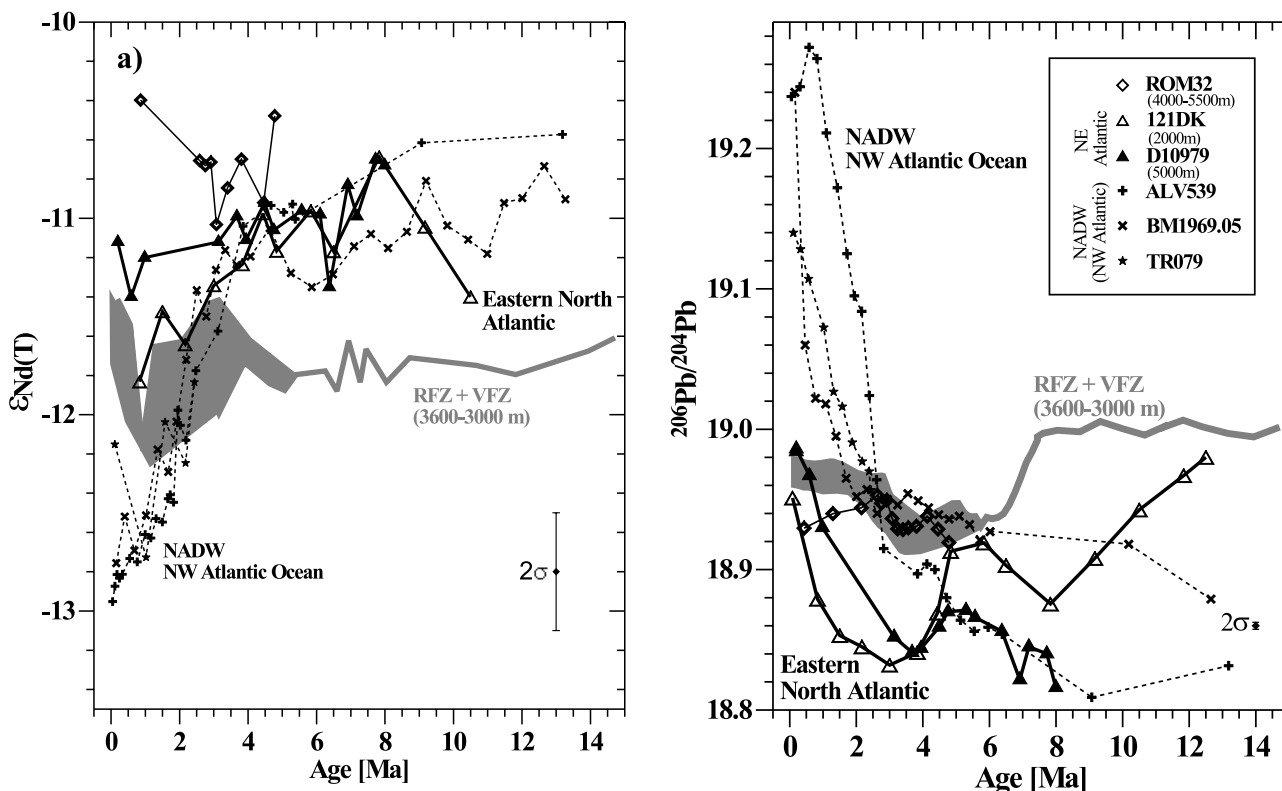 a)
-10
-11
-12
-13
εNd(T)
0 2 4 6 8 10 12 14
Age [Ma]
Eastern North
Atlantic
RFZ + VFZ
(3600-3000 m)
NADW
NW Atlantic Ocean
2σ
19.2
19.1
19.0
18.9
18.8
206Pb/204Pb
0 2 4 6 8 10 12 14
Age [Ma]
NADW
NW Atlantic Ocean
NE
Atlantic
NADW
(NW Atlantic)
ROM32
(4000-5500m)
121DK
(2000m)
D10979
(5000m)
ALV539
BM1969.05
TR079
RFZ + VFZ
(3600-3000 m)
2σ
Eastern
North Atlantic